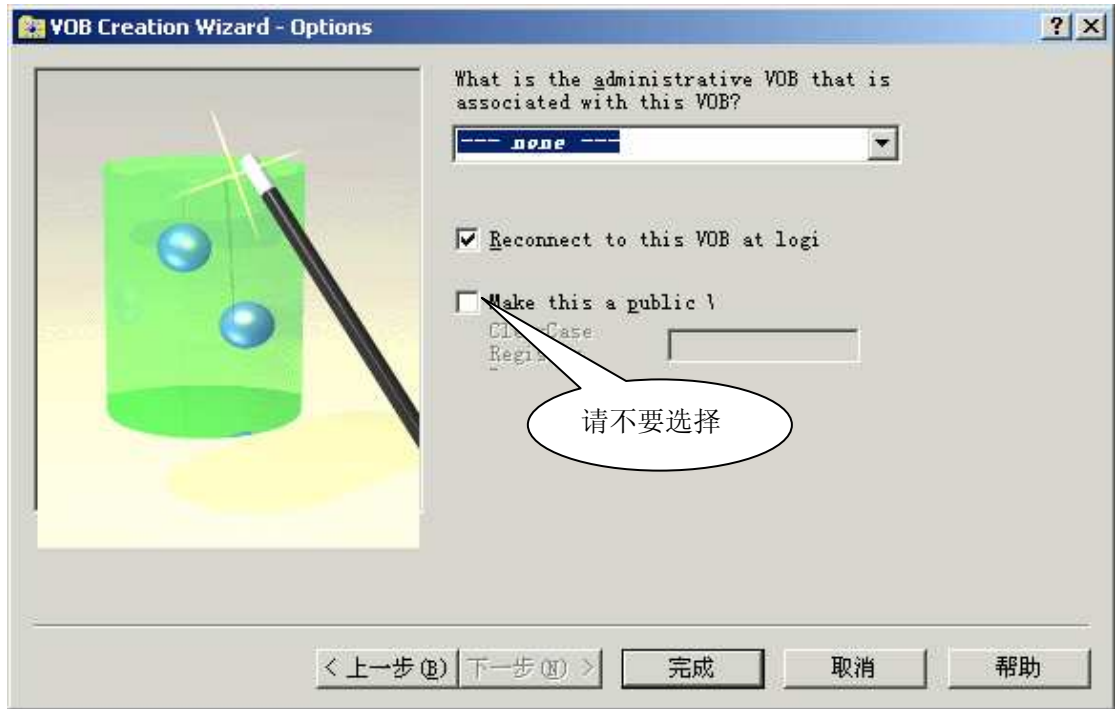 VOB Creation Wizard - Options
What is the administrative VOB that is
associated with this VOB?
--- none ---
Reconnect to this VOB at logi
Make this a public
ClearCase
请不要选择
< 上一步(B)
下一步(N) >
完成
取消
帮助